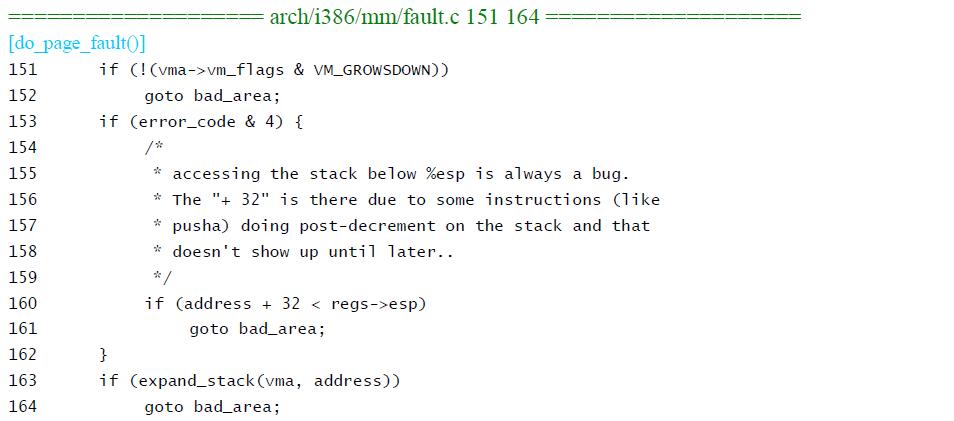 ==================== arch/i386/mm/fault.c 151 164 ====================
[do_page_fault()]
151 if (!(vma->vm_flags & VM_GROWSDOWN))
152 goto bad_area;
153 if (error_code & 4) {
154 /*
155 * accessing the stack below %esp is always a bug.
156 * The "+ 32" is there due to some instructions (like
157 * pusha) doing post-decrement on the stack and that
158 * doesn't show up until later..
159 */
160 if (address + 32 < regs->esp)
161 goto bad_area;
162 }
163 if (expand_stack(vma, address))
164 goto bad_area;